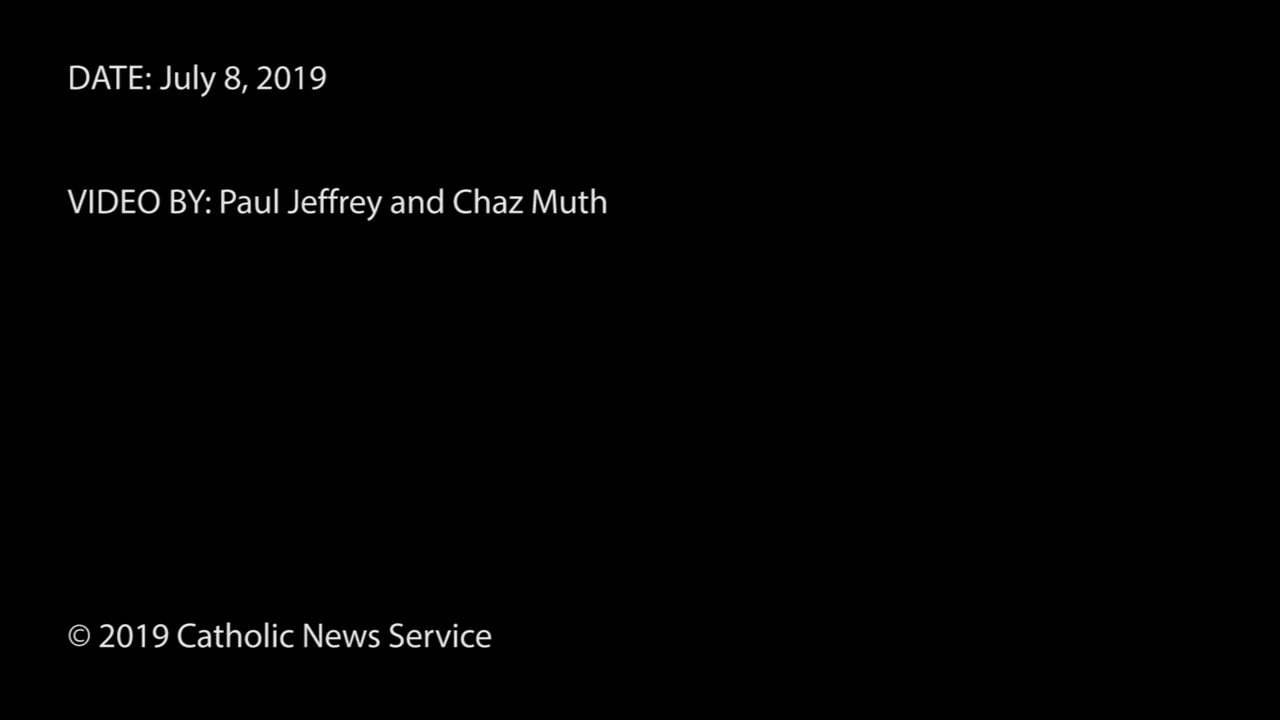 DATE: July 8, 2019
VIDEO BY: Paul Jeffrey and Chaz Muth
© 2019 Catholic News Service